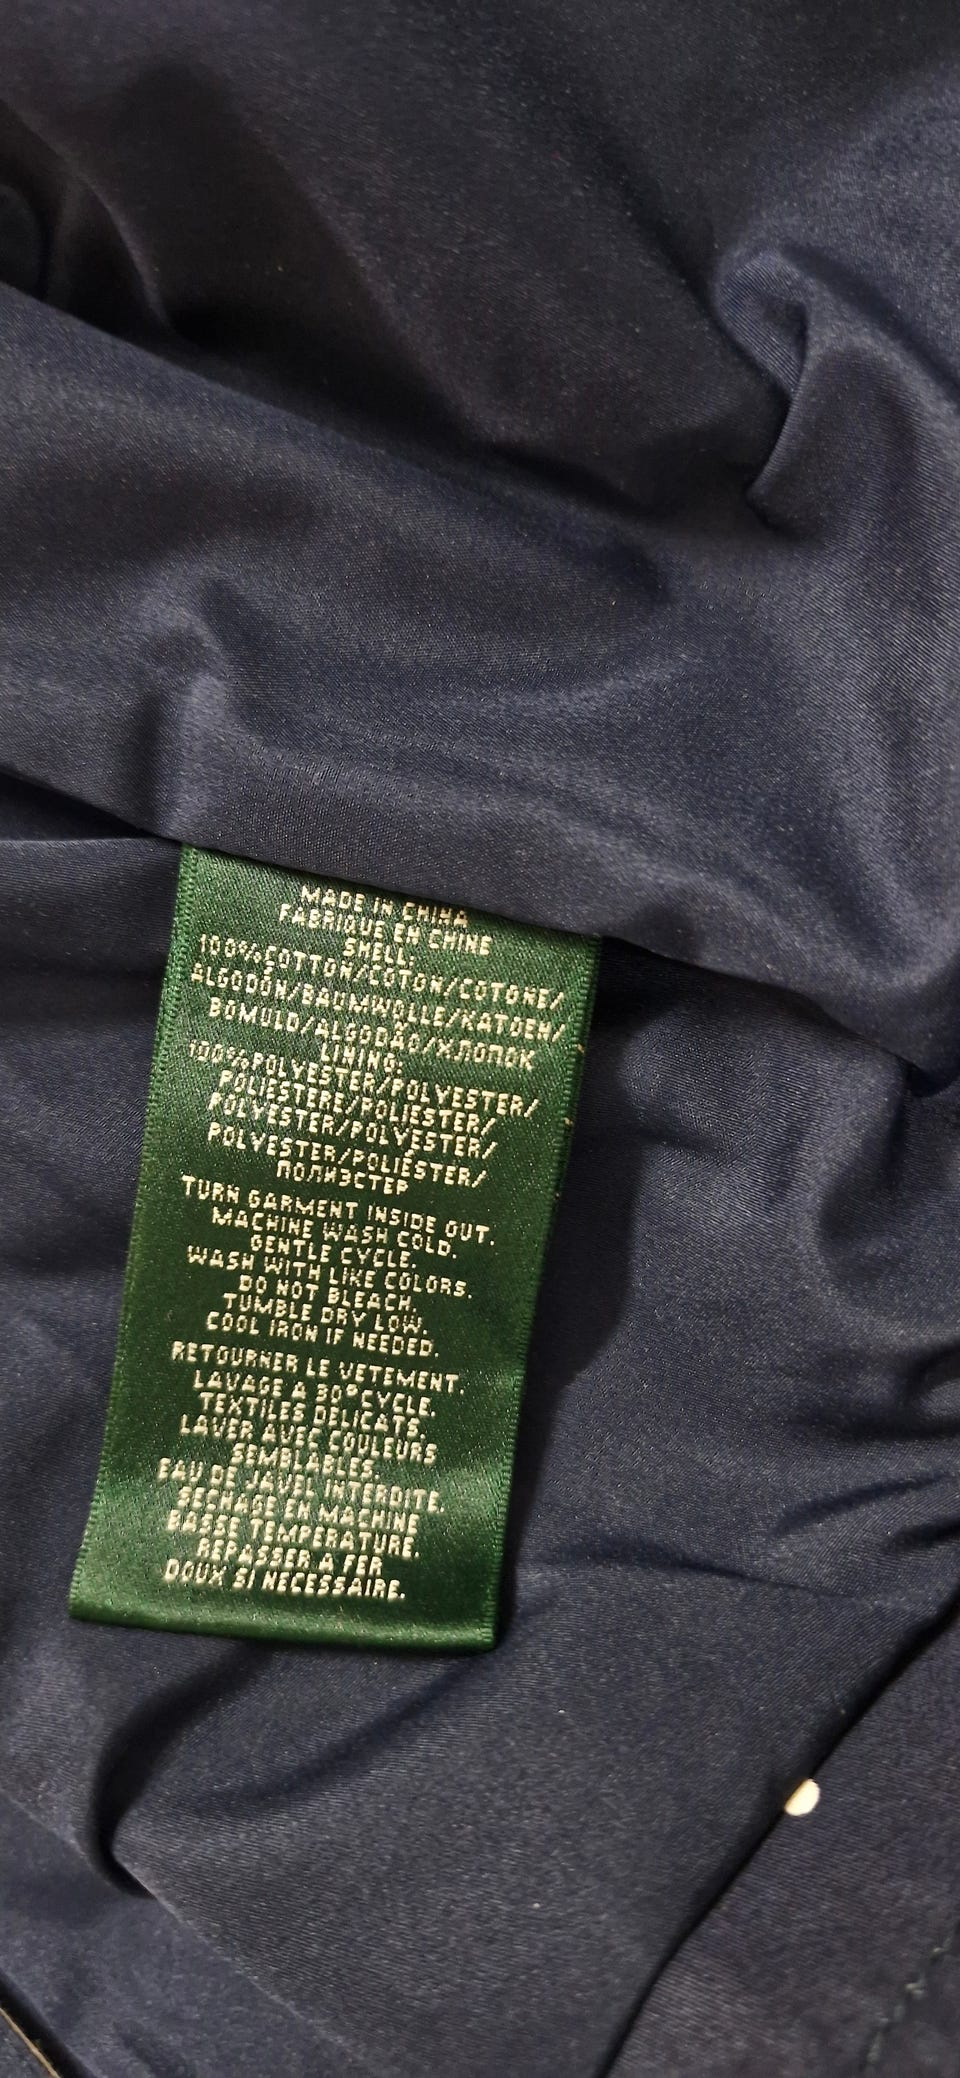 MADE IN CHINA
FABRIQUE EN CHINE
SHELL:
100%COTTON/COTON/COTONE/
ALGODÓN/BAUMWOLLE/KATOEN/
BOMULD/ALGODÃO/ХЛОПОК
LINING:
100%POLYESTER/POLYESTER/
POLIESTERE/POLIESTER/
POLYESTER/POLYESTER/
POLYESTER/POLIÉSTER/
ПОЛИЭСТЕР
TURN GARMENT INSIDE OUT.
MACHINE WASH COLD.
GENTLE CYCLE.
WASH WITH LIKE COLORS.
DO NOT BLEACH.
TUMBLE DRY LOW.
COOL IRON IF NEEDED.
RETOURNER LE VETEMENT.
LAVAGE A 30°CYCLE.
TEXTILES DELICATS.
LAVER AVEC COULEURS
SEMBLABLES.
EAU DE JAVEL INTERDITE.
SECHAGE EN MACHINE
BASSE TEMPERATURE.
REPASSER A FER
DOUX SI NECESSAIRE.